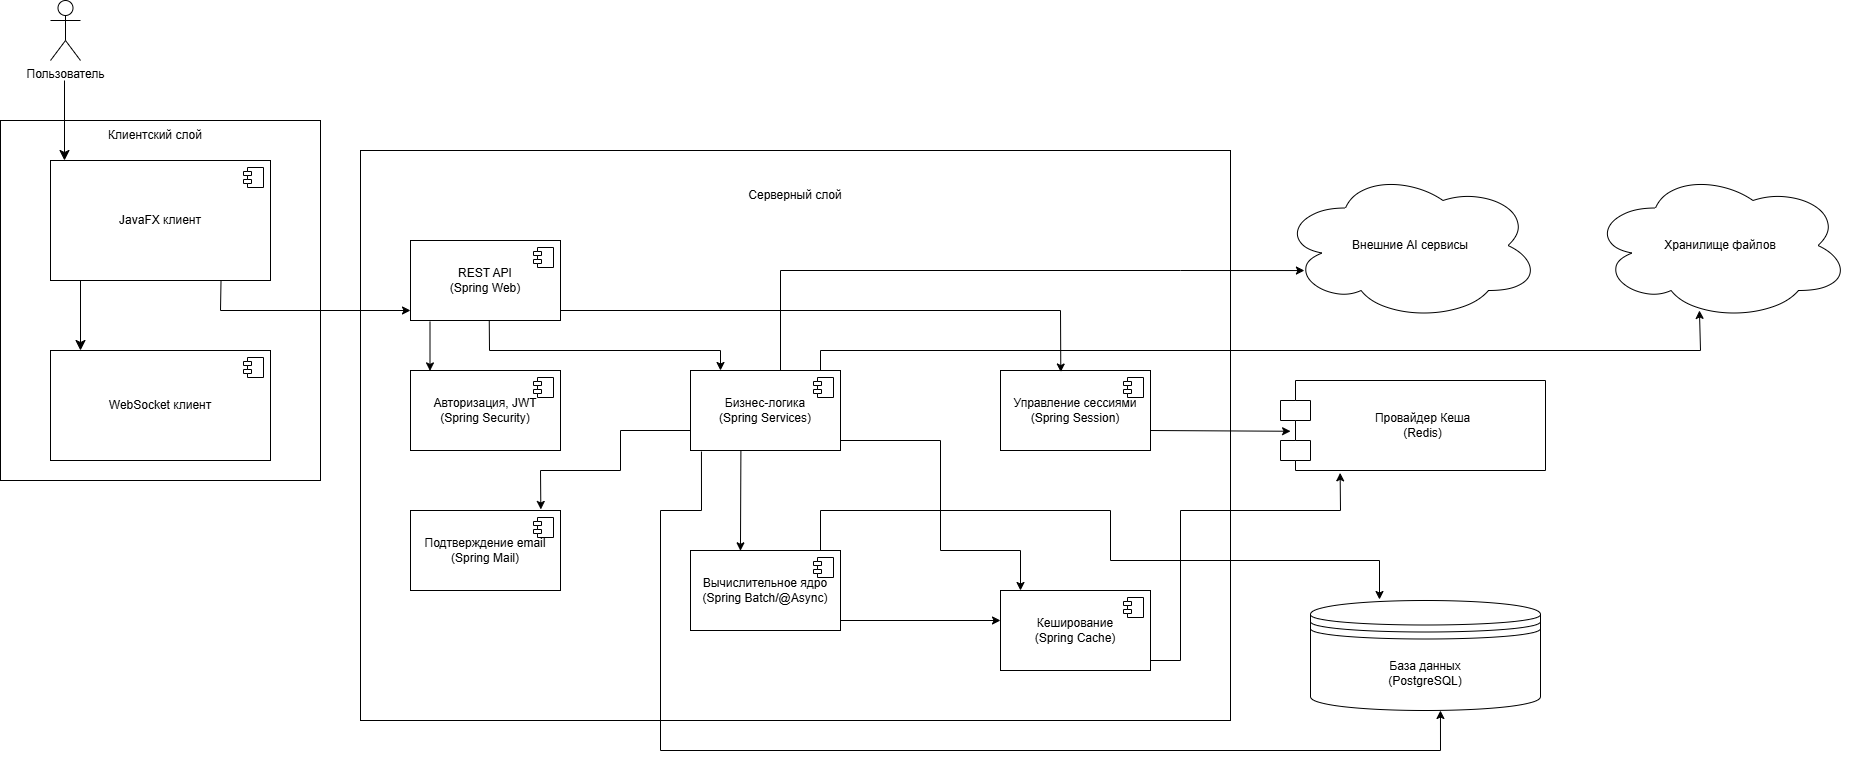 Пользователь
Клиентский слой
JavaFX клиент
WebSocket клиент
Серверный слой
REST API
(Spring Web)
Авторизация, JWT
(Spring Security)
Бизнес-логика
(Spring Services)
Управление сессиями
(Spring Session)
Подтверждение email
(Spring Mail)
Вычислительное ядро
(Spring Batch/@Async)
Кеширование
(Spring Cache)
Внешние AI сервисы
Хранилище файлов
Провайдер Кеша
(Redis)
База данных
(PostgreSQL)